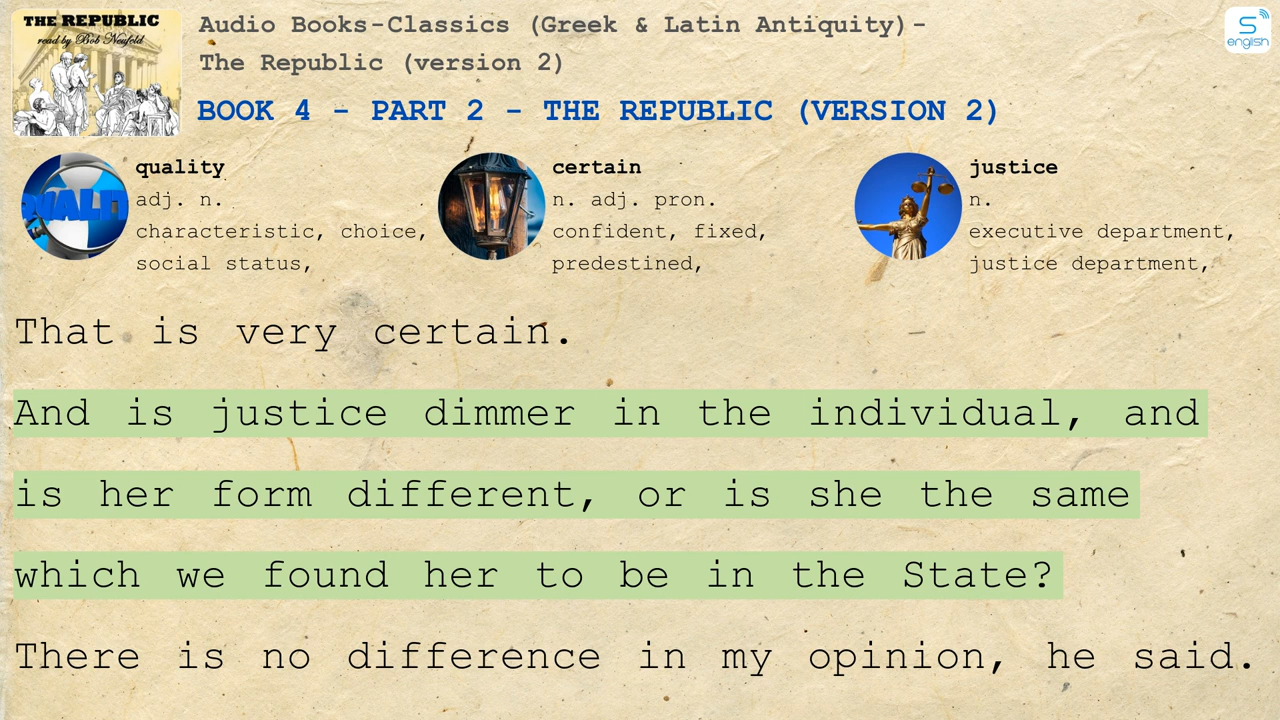 THE REPUBLIC
read by Bob Neufeld
Audio Books-Classics (Greek & Latin Antiquity)-
The Republic (version 2)
BOOK 4 - PART 2 - THE REPUBLIC (VERSION 2)
S
english
QUALIT
quality
adj. n.
characteristic, choice,
social status,
certain
n. adj. pron.
confident, fixed,
predestined,
justice
n.
executive department,
justice department,
That is very certain.
And is justice dimmer in the individual, and
is her form different, or is she the same
which we found her to be in the State?
There is no difference in my opinion, he said.